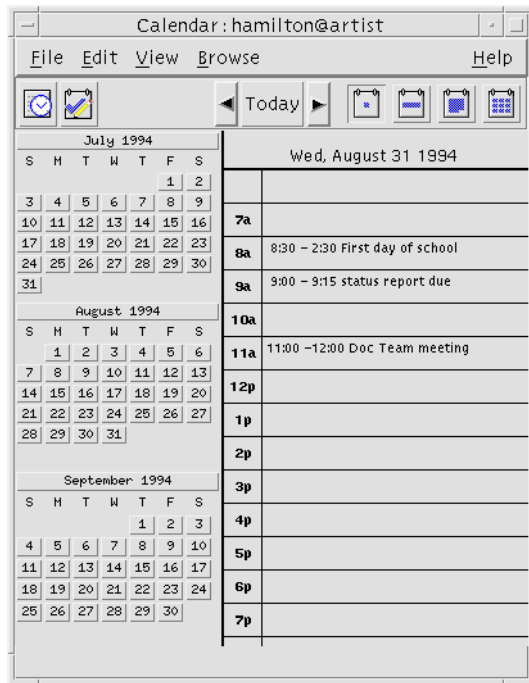 Calendar : hamilton@artist
File Edit View Browse Help
Today
July 1994
S M T W T F S
1 2
3 4 5 6 7 8 9
10 11 12 13 14 15 16
17 18 19 20 21 22 23
24 25 26 27 28 29 30
31
August 1994
S M T W T F S
1 2 3 4 5 6
7 8 9 10 11 12 13
14 15 16 17 18 19 20
21 22 23 24 25 26 27
28 29 30 31
September 1994
S M T W T F S
1 2 3
4 5 6 7 8 9 10
11 12 13 14 15 16 17
18 19 20 21 22 23 24
25 26 27 28 29 30
Wed, August 31 1994
7a
8a 8:30 – 2:30 First day of school
9a 9:00 – 9:15 status report due
10a
11a 11:00 –12:00 Doc Team meeting
12p
1p
2p
3p
4p
5p
6p
7p